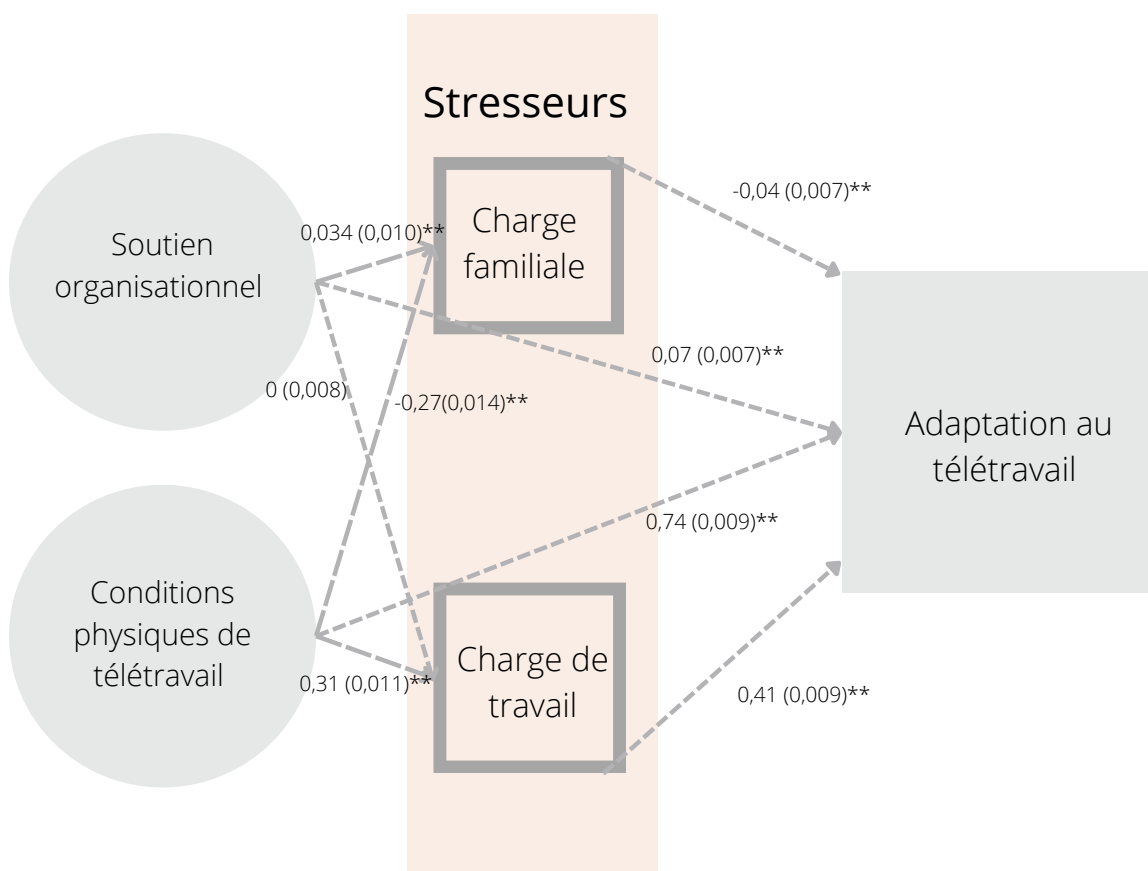 Stresseurs
Soutien
organisationnel
0,034 (0,010)**
Charge
familiale
-0,04 (0,007)**
0,07 (0,007)**
0 (0,008)
-0,27(0,014)**
Adaptation au
télétravail
0,74 (0,009)**
Conditions
physiques de
télétravail
0,31 (0,011)**
Charge de
travail
0,41 (0,009)**